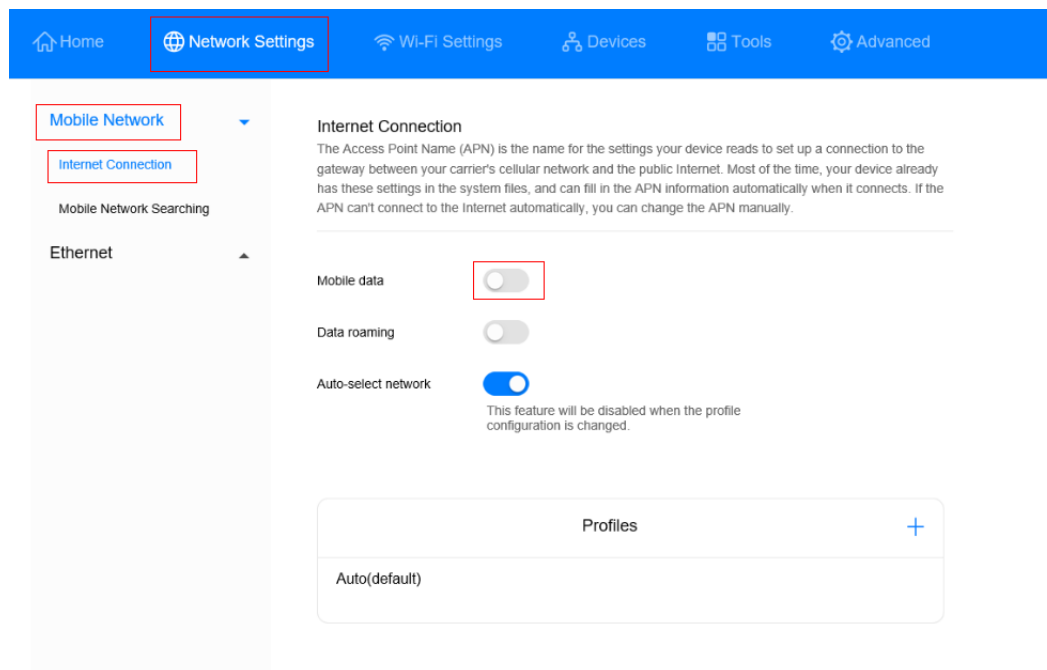 Home
Network Settings
Wi-Fi Settings
Devices
Tools
Advanced
Mobile Network
Internet Connection
Mobile Network Searching
Ethernet
Internet Connection
The Access Point Name (APN) is the name for the settings your device reads to set up a connection to the
gateway between your carrier's cellular network and the public Internet. Most of the time, your device already
has these settings in the system files, and can fill in the APN information automatically when it connects. If the
APN can't connect to the Internet automatically, you can change the APN manually.
Mobile data
Data roaming
Auto-select network
This feature will be disabled when the profile
configuration is changed.
Profiles
Auto(default)